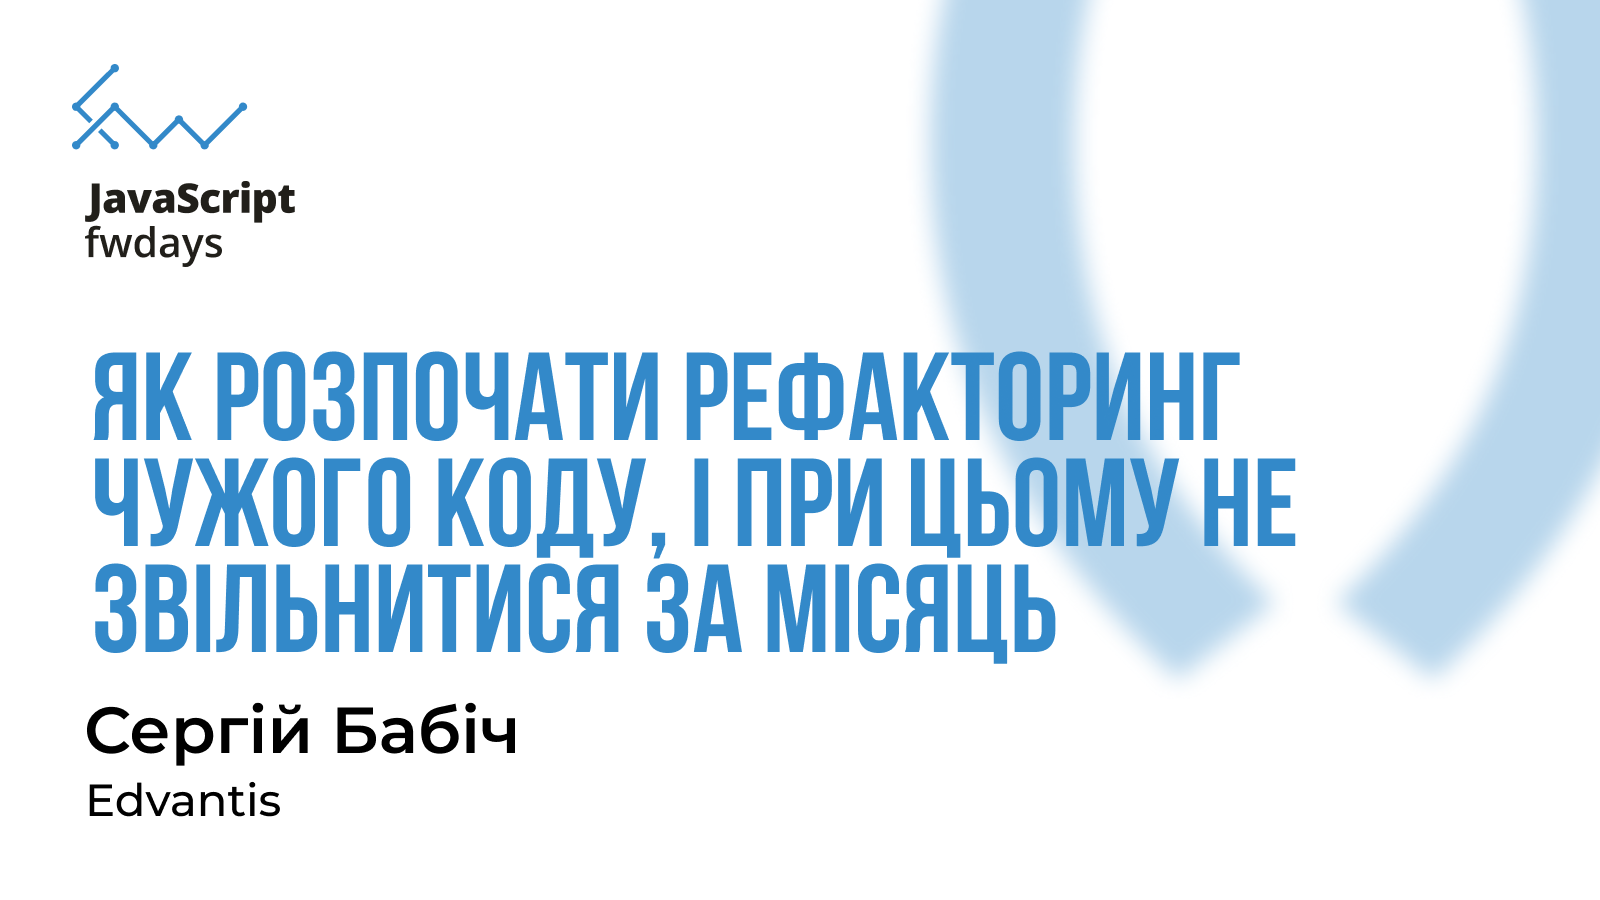 JavaScript
fwdays
ЯК РОЗПОЧАТИ РЕФАКТОРИНГ
ЧУЖОГО КОДУ, І ПРИ ЦЬОМУ НЕ
ЗВІЛЬНИТИСЯ ЗА МІСЯЦЬ
Сергій Бабіч
Edvantis